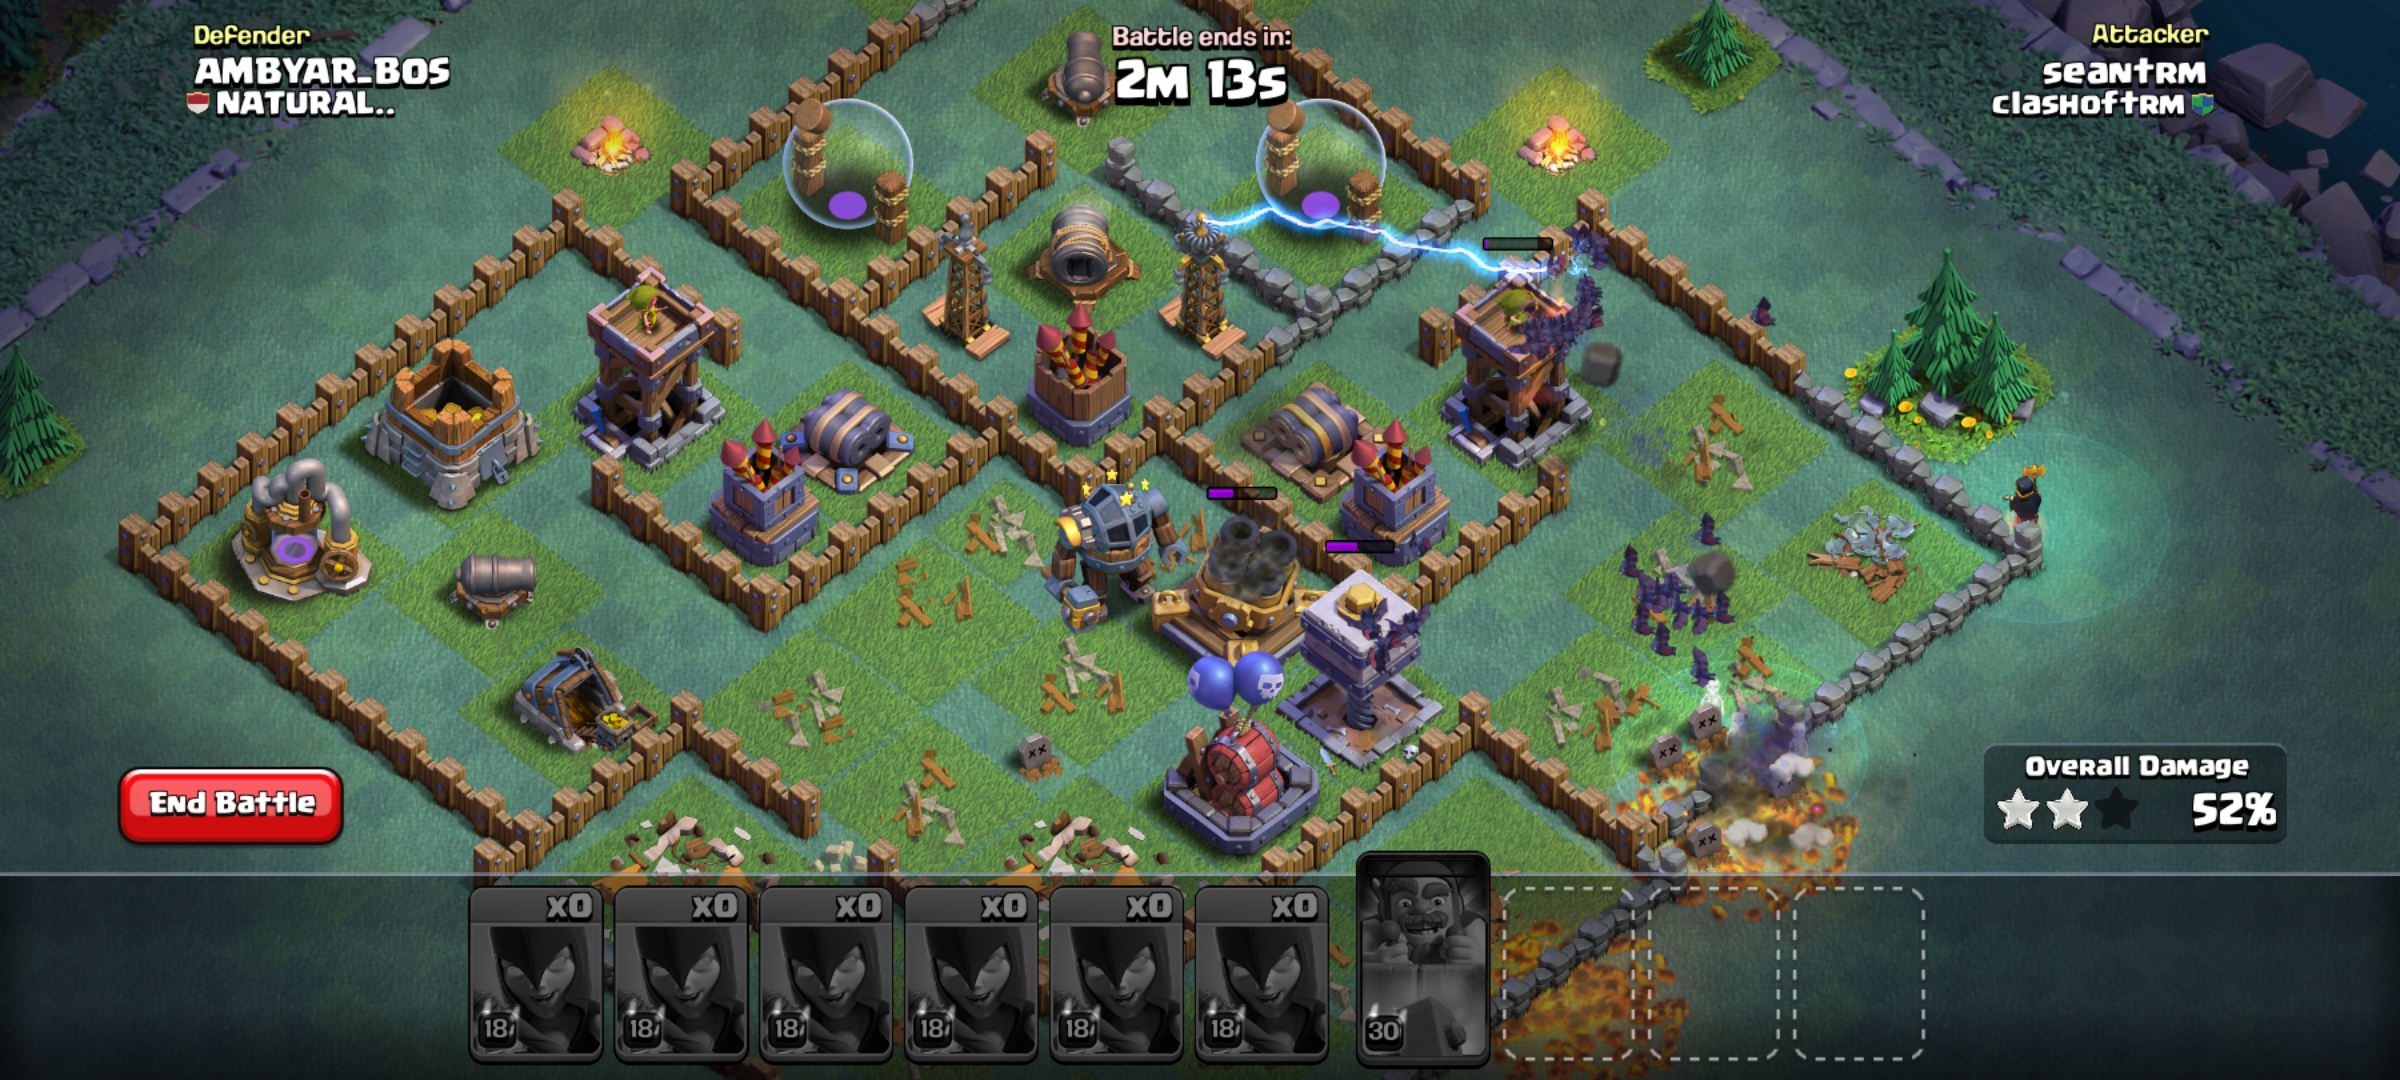 Defender
AMBYAR_BOS
NATURAL..
Battle ends in:
2M 13s
Attacker
seantRM
clashoftRM
End Battle
Overall Damage
52%
x0
x0
x0
x0
x0
x0
18
18
18
18
18
18
30